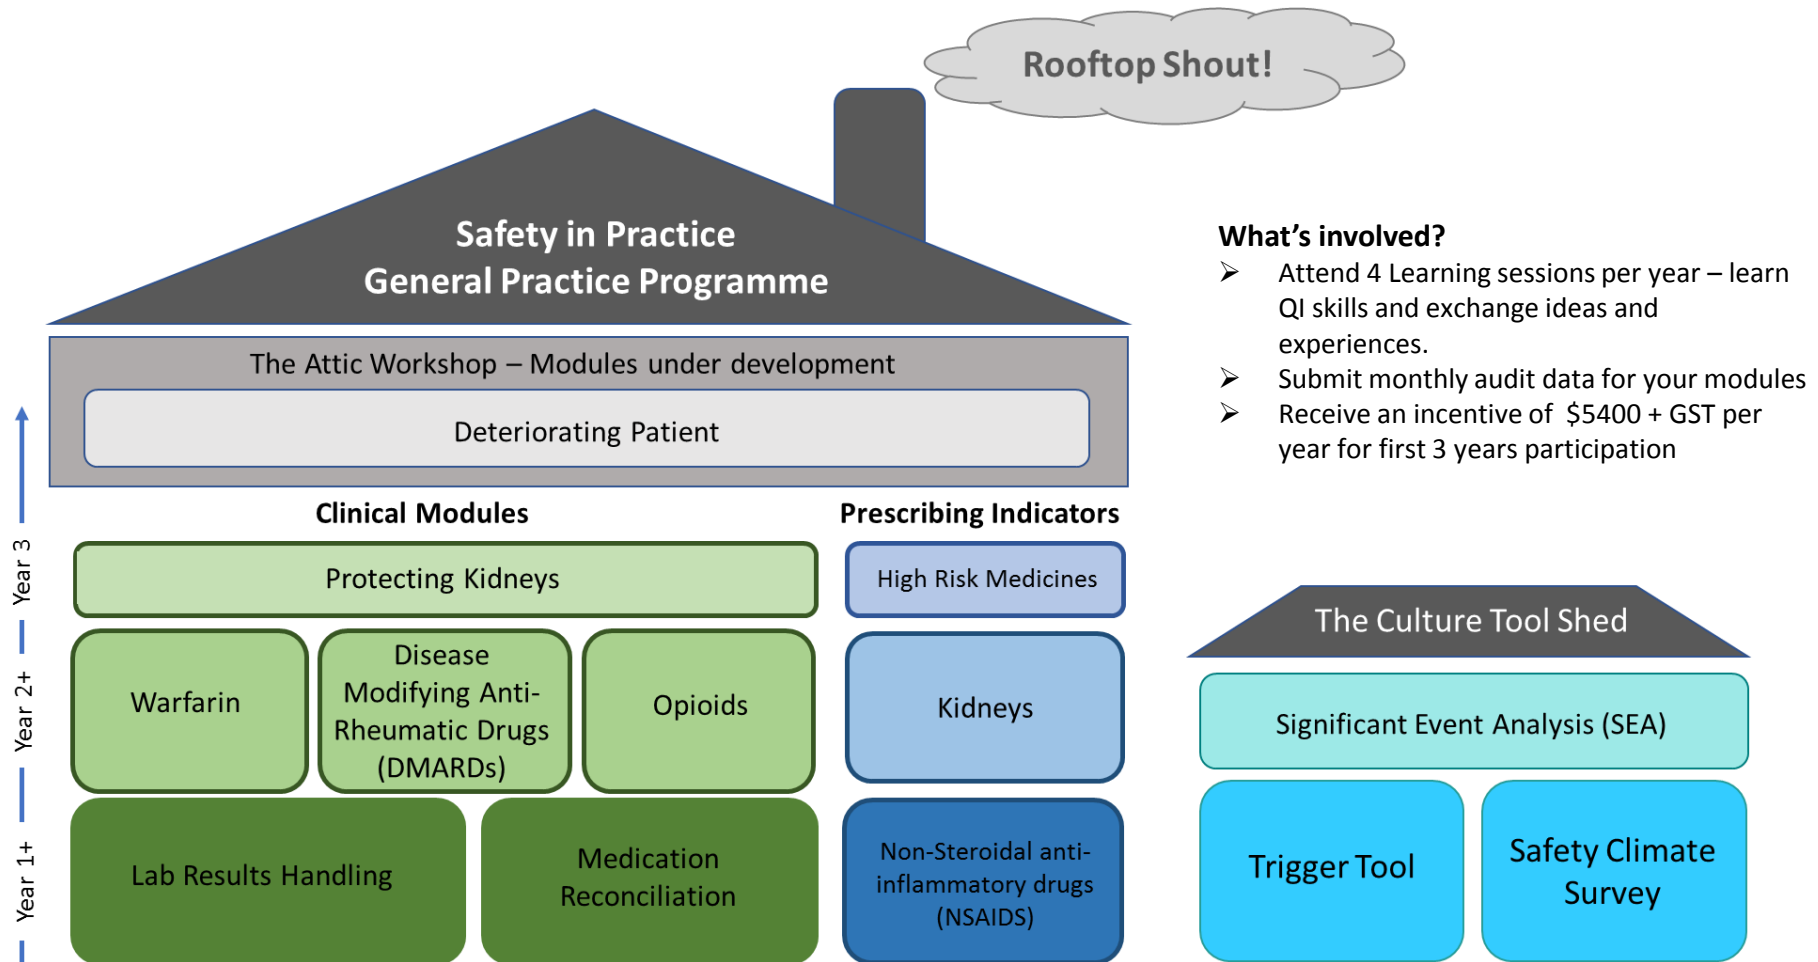 Rooftop Shout!
Safety in Practice
General Practice Programme
The Attic Workshop – Modules under development
Deteriorating Patient
What's involved?
➢ Attend 4 Learning sessions per year – learn
QI skills and exchange ideas and
experiences.
➢ Submit monthly audit data for your modules
➢ Receive an incentive of $5400 + GST per
year for first 3 years participation
Clinical Modules
Prescribing Indicators
Year 3
Protecting Kidneys
High Risk Medicines
Year 2+
Warfarin
Disease
Modifying Anti-
Rheumatic Drugs
(DMARDs)
Opioids
Kidneys
Year 1+
Lab Results Handling
Medication
Reconciliation
Non-Steroidal anti-
inflammatory drugs
(NSAIDS)
The Culture Tool Shed
Significant Event Analysis (SEA)
Trigger Tool
Safety Climate
Survey